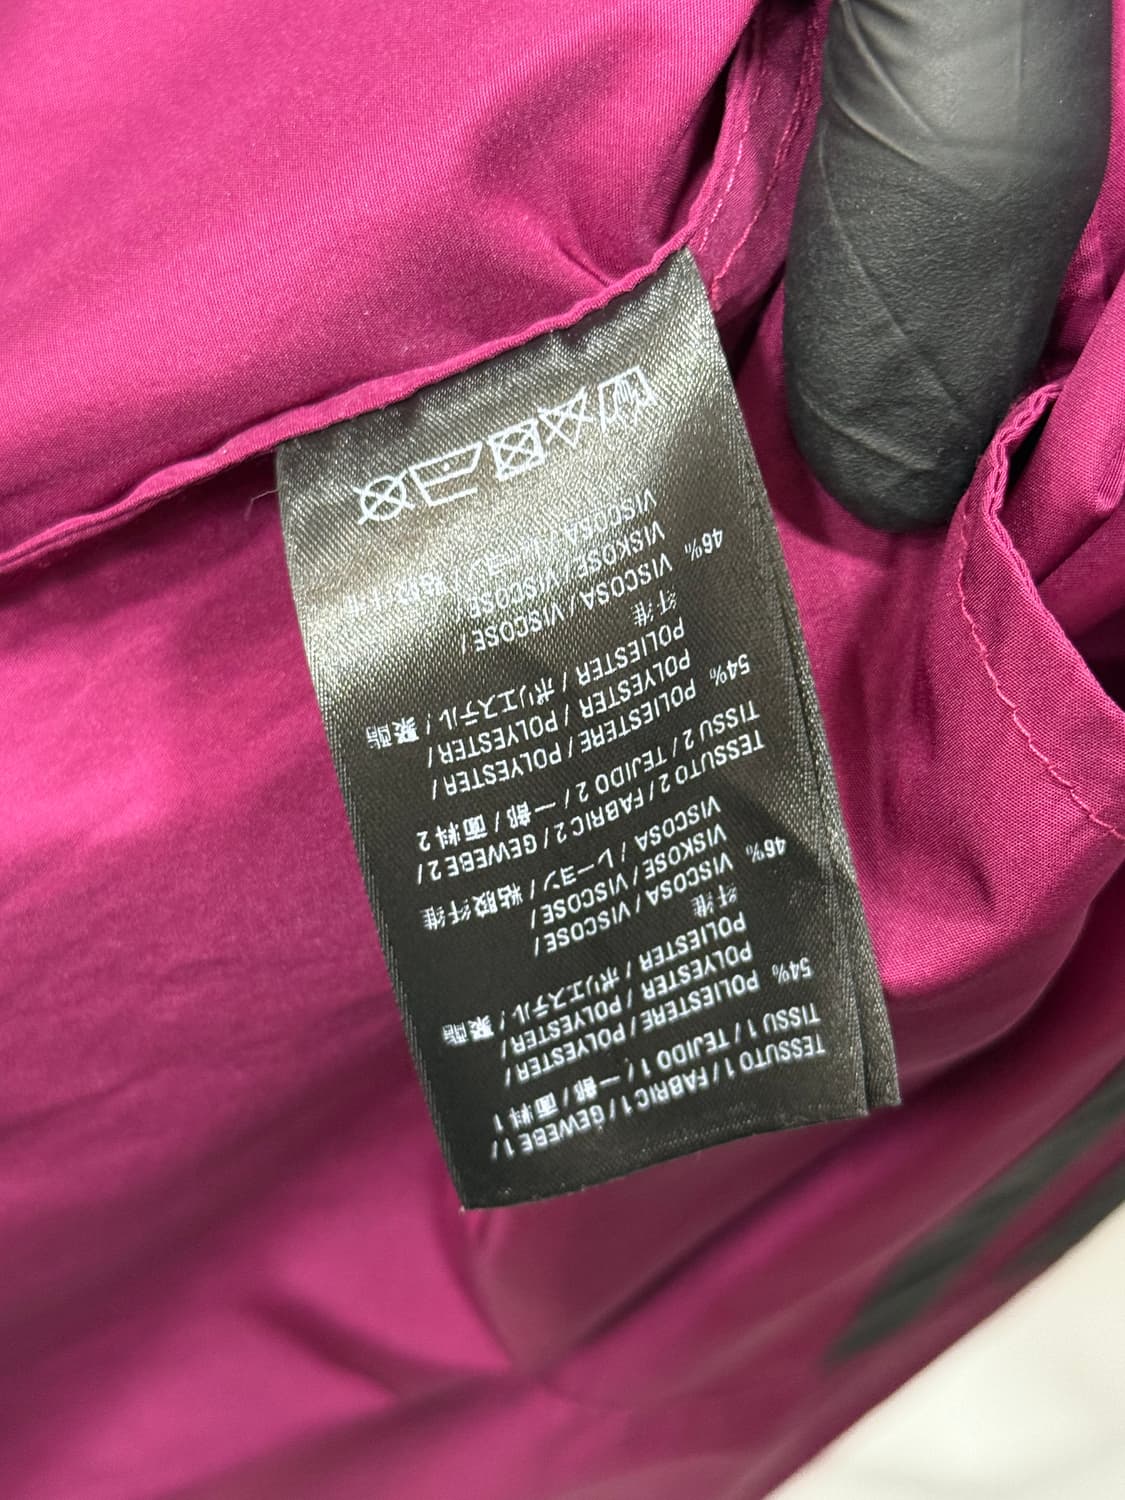 TESSUTO 1 / FABRIC 1 / GEWEBE 1 /
TISSU 1 / TEJIDO 1 / 一部 / 面料 1
54% POLIESTERE / POLYESTER /
POLYESTER / POLYESTER /
POLIESTER / ポリエステル / 聚酯
纤维
46% VISCOSA / VISCOSE /
VISKOSE / VISCOSE /
VISCOSA / レーヨン / 粘胶纤维
TESSUTO 2 / FABRIC 2 / GEWEBE 2 /
TISSU 2 / TEJIDO 2 / 一部 / 面料 2
54% POLIESTERE / POLYESTER /
POLYESTER / POLYESTER /
POLIESTER / ポリエステル / 聚酯
纤维
46% VISCOSA / VISCOSE /
VISKOSE / VISCOSE
VISCOSA / レーヨン / 粘胶纤维